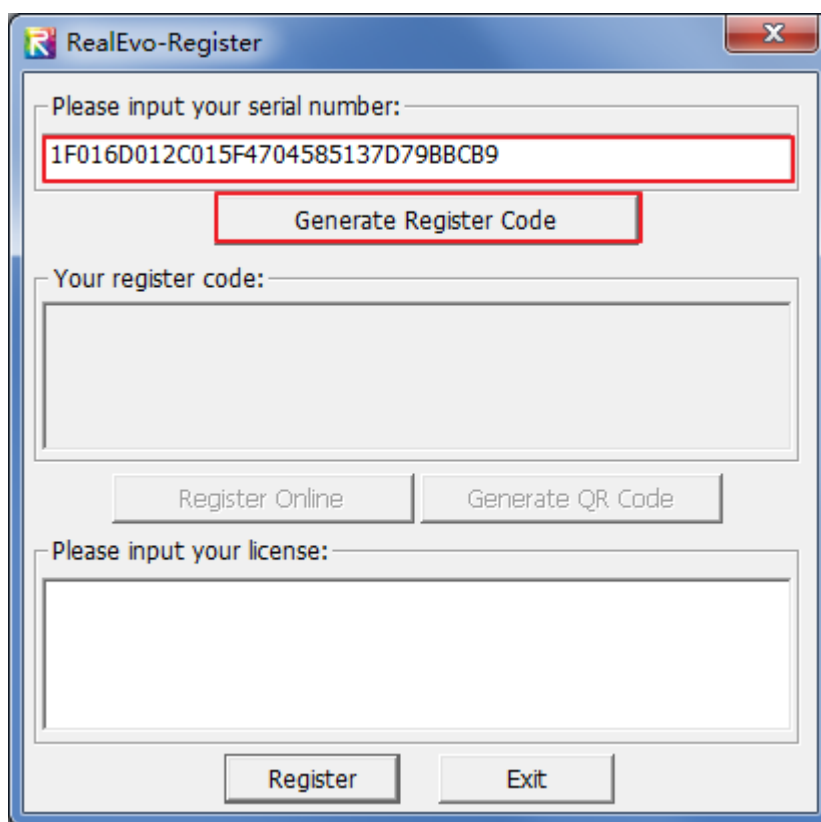 RealEvo-Register
Please input your serial number:
1F016D012C015F4704585137D79BBCB9
Generate Register Code
Your register code:
Register Online
Generate QR Code
Please input your license:
Register
Exit